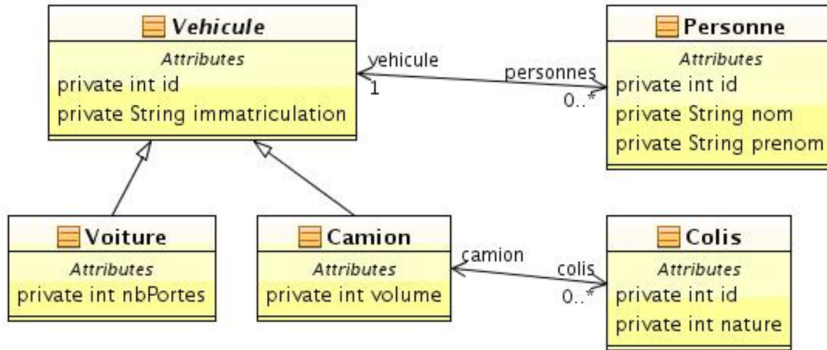 Vehicule
Attributes
private int id
private String immatriculation
vehicule
1
personnes
0..*
Personne
Attributes
private int id
private String nom
private String prenom
Voiture
Attributes
private int nbPortes
Camion
Attributes
private int volume
camion
colis
0..*
Colis
Attributes
private int id
private int nature